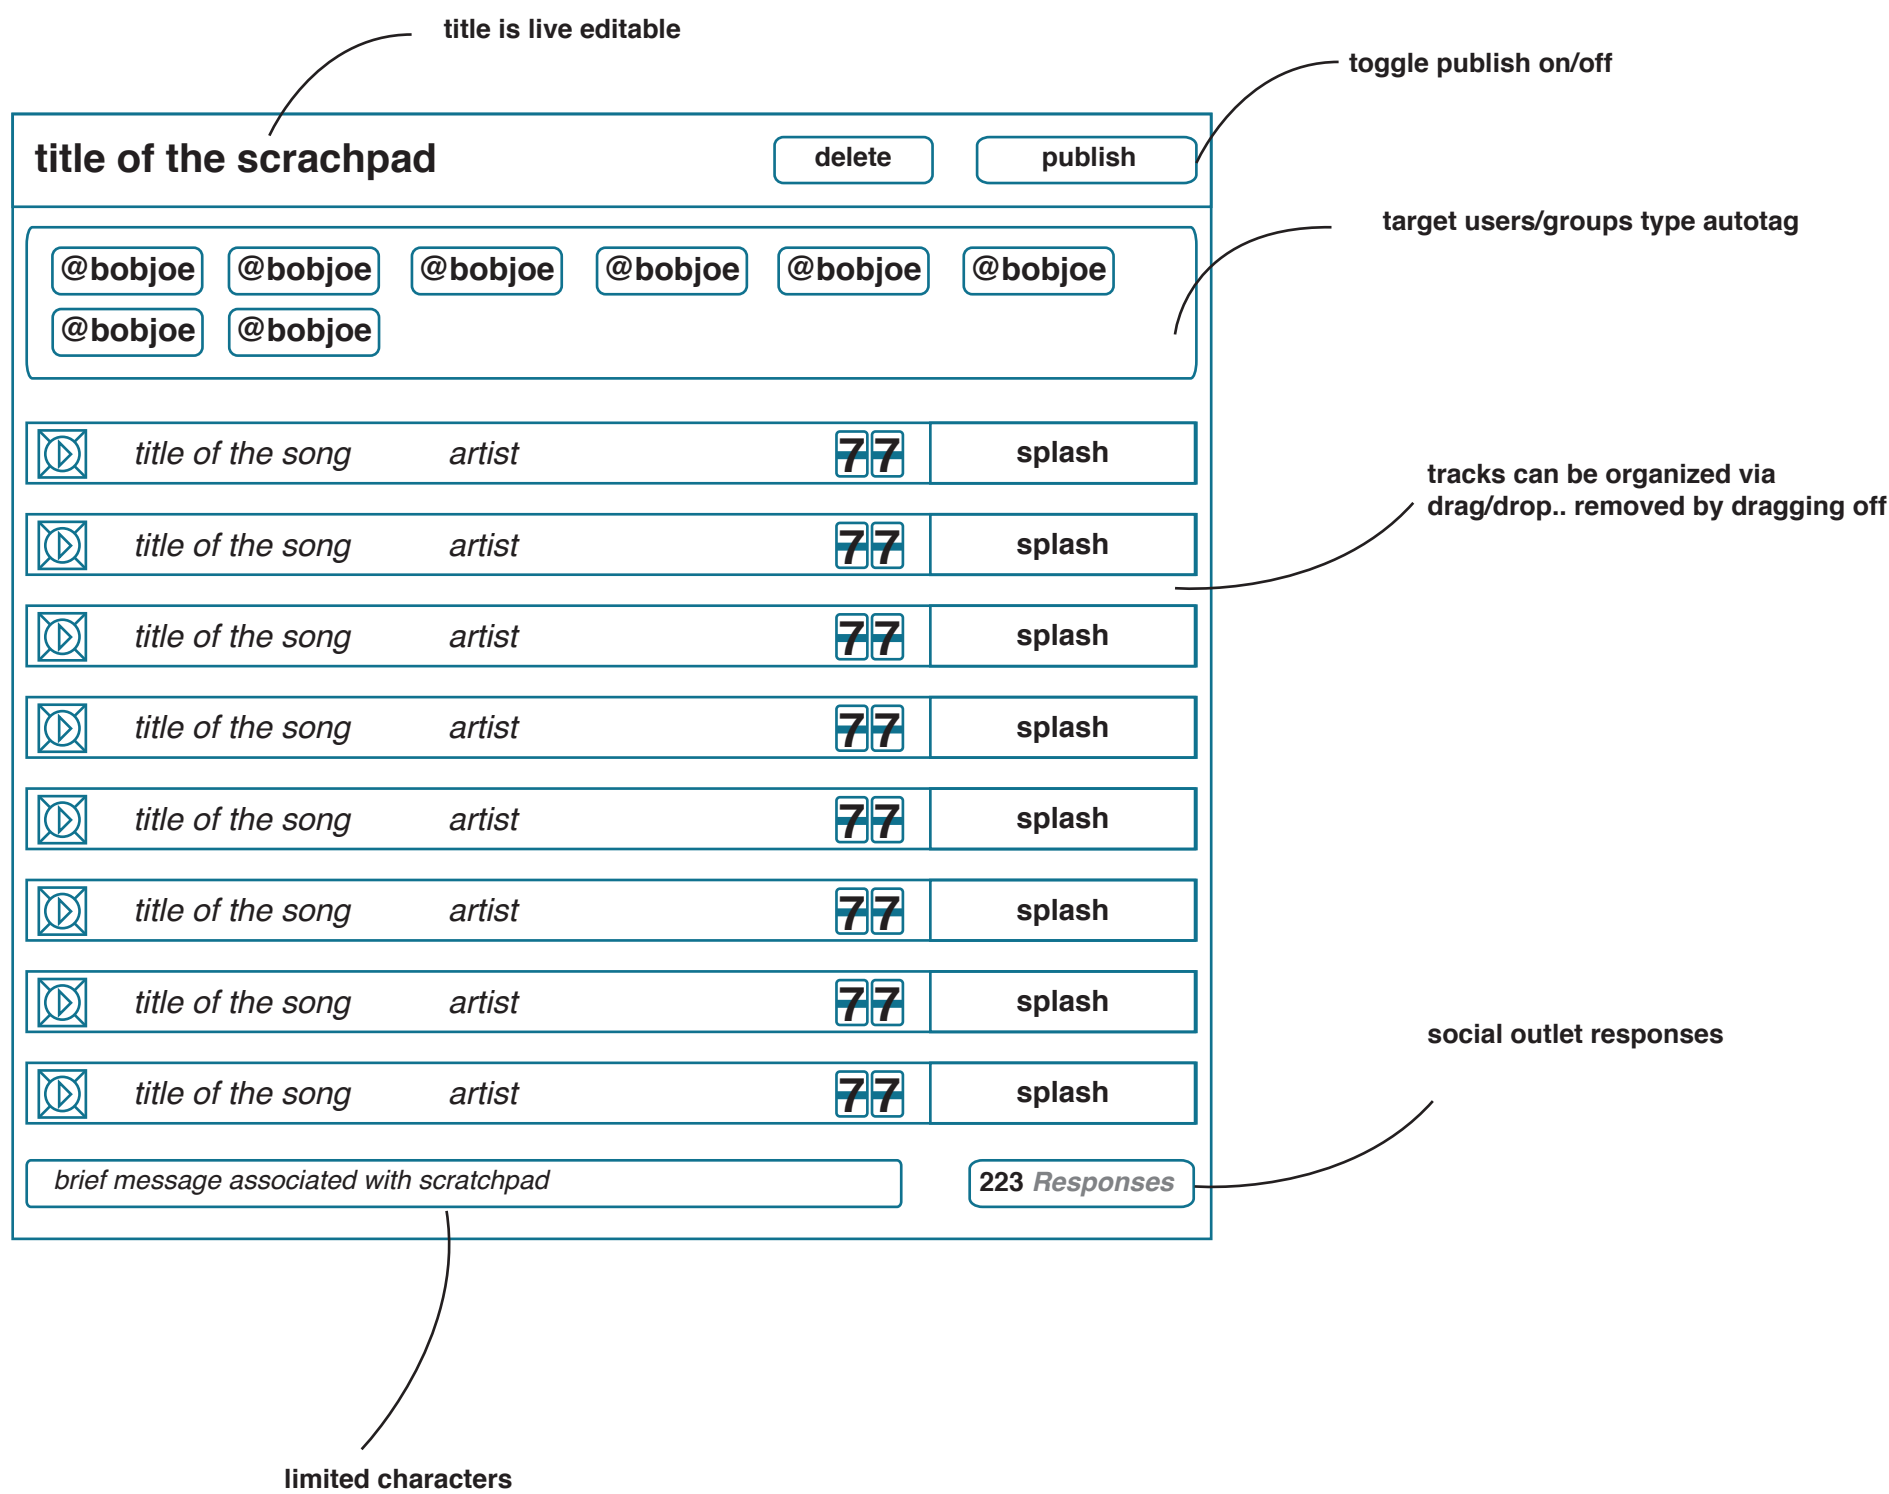 title is live editable
toggle publish on/off
title of the scrachpad
delete
publish
target users/groups type autotag
@bobjoe @bobjoe @bobjoe @bobjoe @bobjoe @bobjoe
@bobjoe @bobjoe
title of the song artist 77 splash
tracks can be organized via
drag/drop.. removed by dragging off
title of the song artist 77 splash
title of the song artist 77 splash
title of the song artist 77 splash
title of the song artist 77 splash
title of the song artist 77 splash
title of the song artist 77 splash
social outlet responses
title of the song artist 77 splash
brief message associated with scratchpad
223 Responses
limited characters